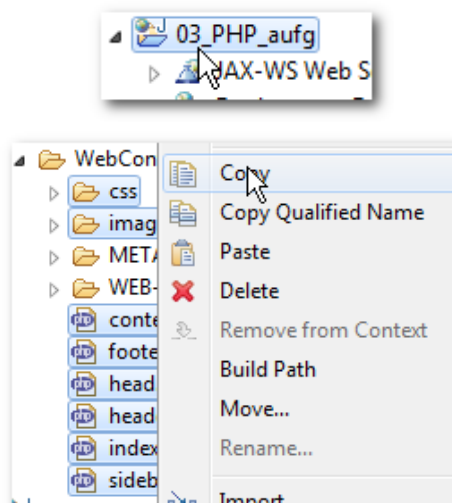 03_PHP_aufg
JAX-WS Web S
WebCon
css
imag
META
WEB-
conte
foote
head
head
index
sideb
Copy
Copy Qualified Name
Paste
Delete
Remove from Context
Build Path
Move...
Rename...
Import